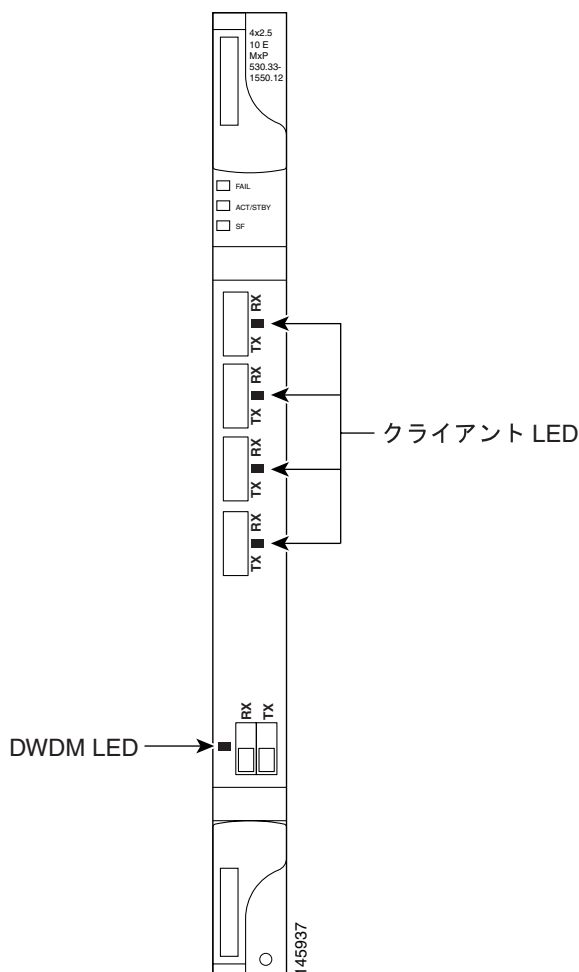 4x2.5
10 E
MxP
530.33-
1550.12
FAIL
ACT/STBY
SF
RX
TX
RX
TX
RX
TX
RX
TX
クライアント LED
RX
TX
DWDM LED
145937